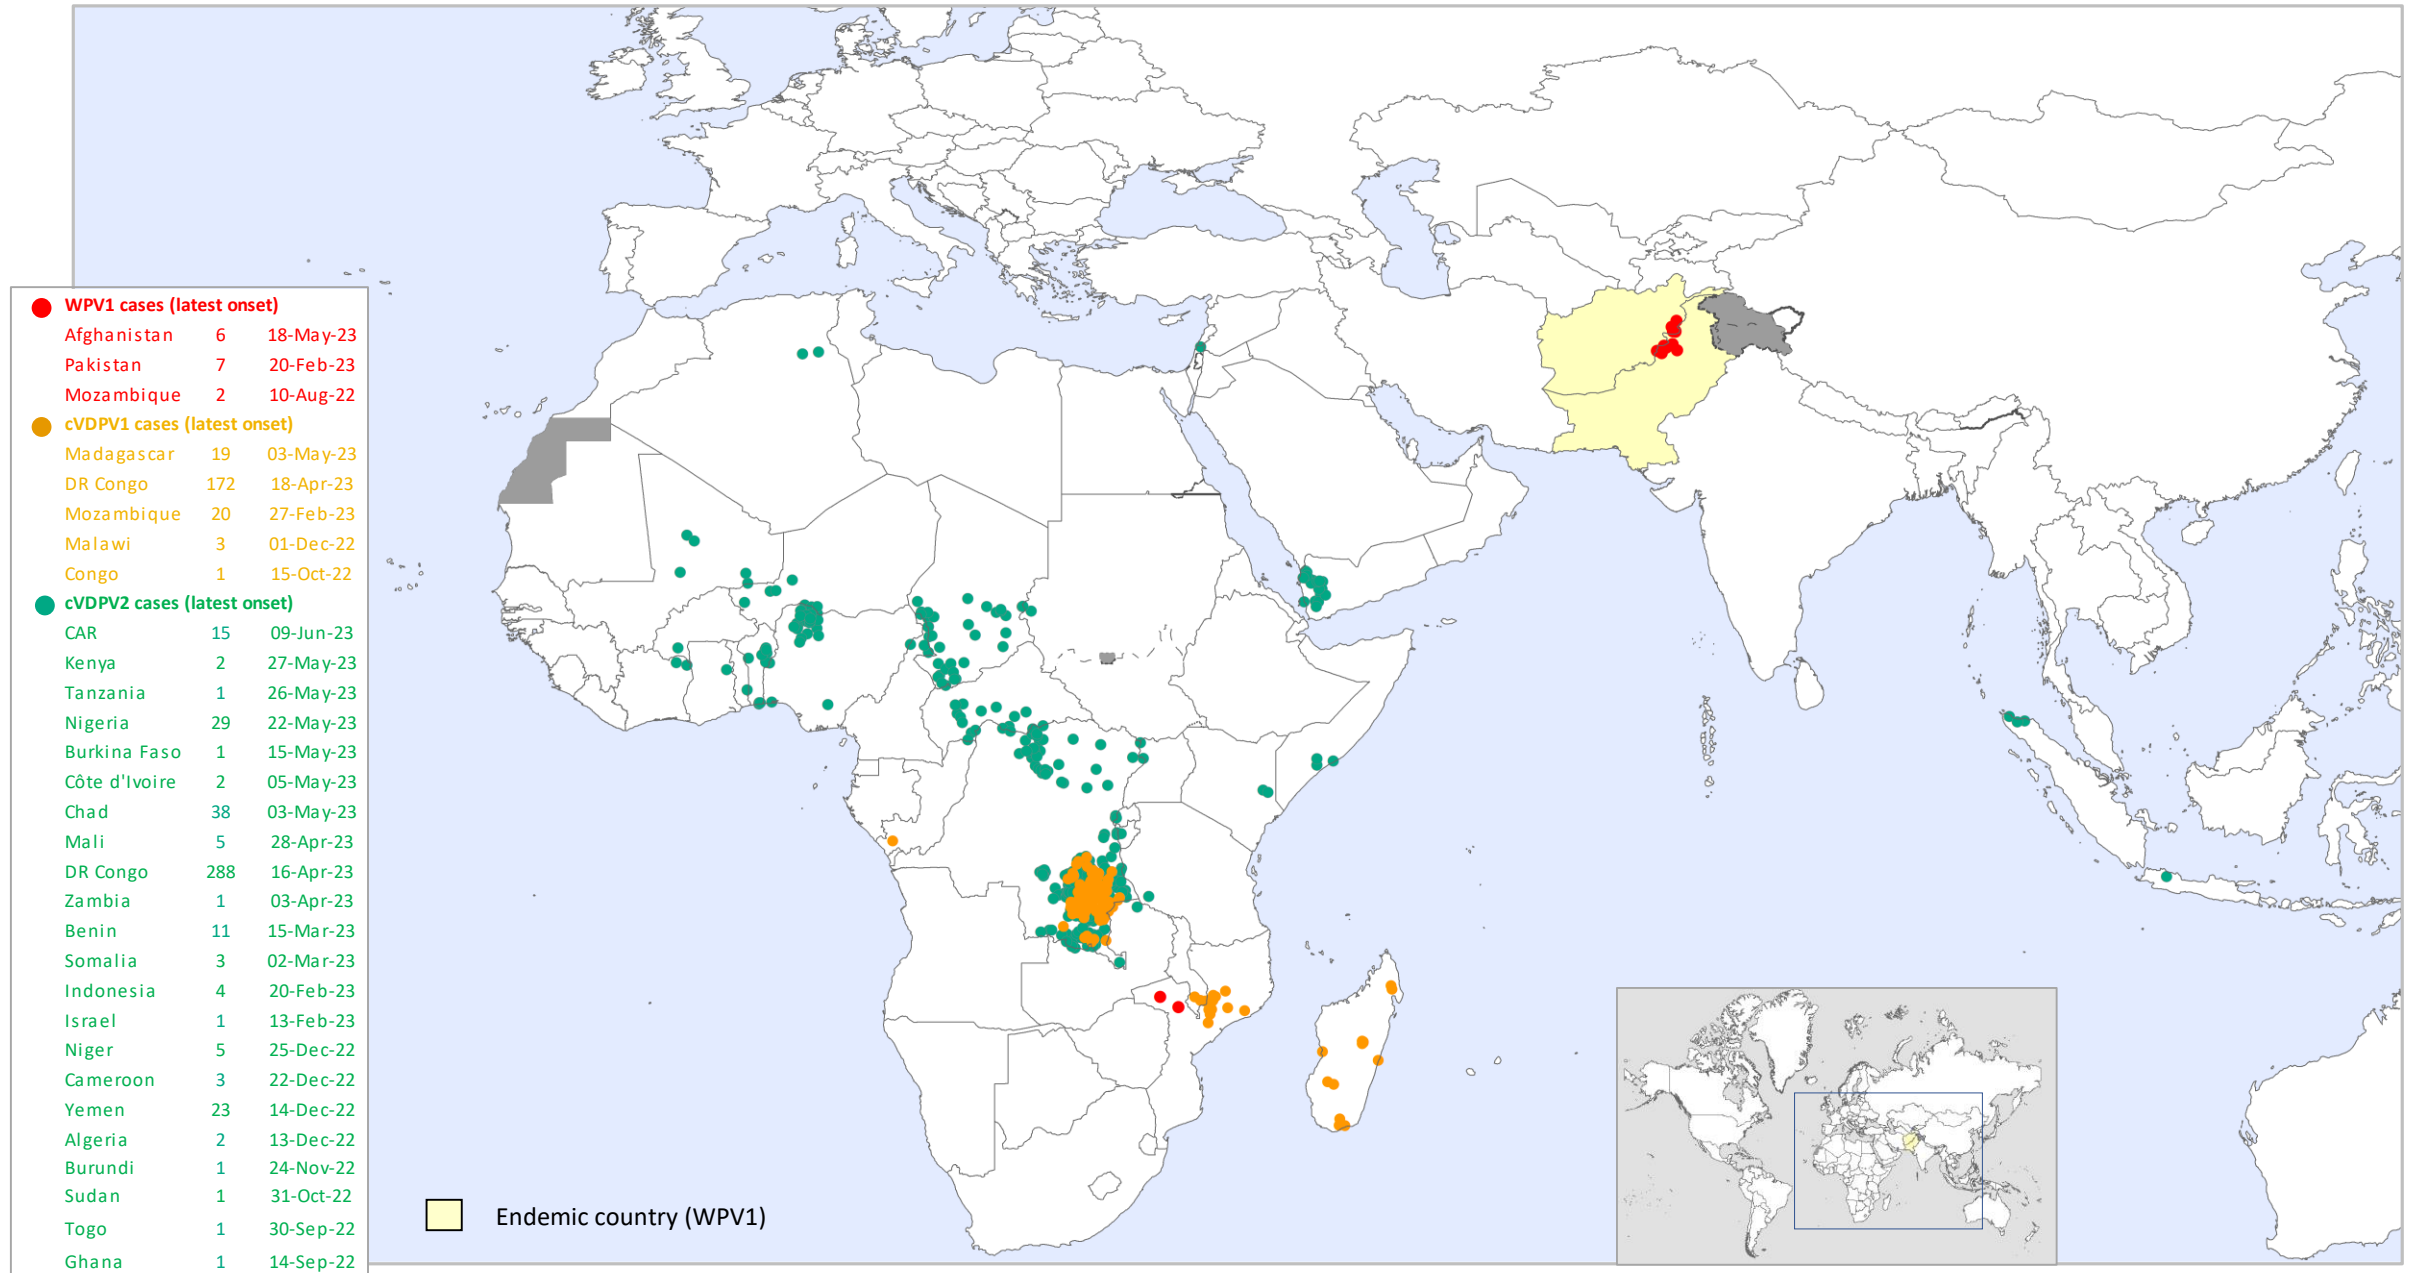 WPV1 cases (latest onset)
Afghanistan 6 18-May-23
Pakistan 7 20-Feb-23
Mozambique 2 10-Aug-22
cVDPV1 cases (latest onset)
Madagascar 19 03-May-23
DR Congo 172 18-Apr-23
Mozambique 20 27-Feb-23
Malawi 3 01-Dec-22
Congo 1 15-Oct-22
cVDPV2 cases (latest onset)
CAR 15 09-Jun-23
Kenya 2 27-May-23
Tanzania 1 26-May-23
Nigeria 29 22-May-23
Burkina Faso 1 15-May-23
Côte d'Ivoire 2 05-May-23
Chad 38 03-May-23
Mali 5 28-Apr-23
DR Congo 288 16-Apr-23
Zambia 1 03-Apr-23
Benin 11 15-Mar-23
Somalia 3 02-Mar-23
Indonesia 4 20-Feb-23
Israel 1 13-Feb-23
Niger 5 25-Dec-22
Cameroon 3 22-Dec-22
Yemen 23 14-Dec-22
Algeria 2 13-Dec-22
Burundi 1 24-Nov-22
Sudan 1 31-Oct-22
Togo 1 30-Sep-22
Ghana 1 14-Sep-22
Endemic country (WPV1)